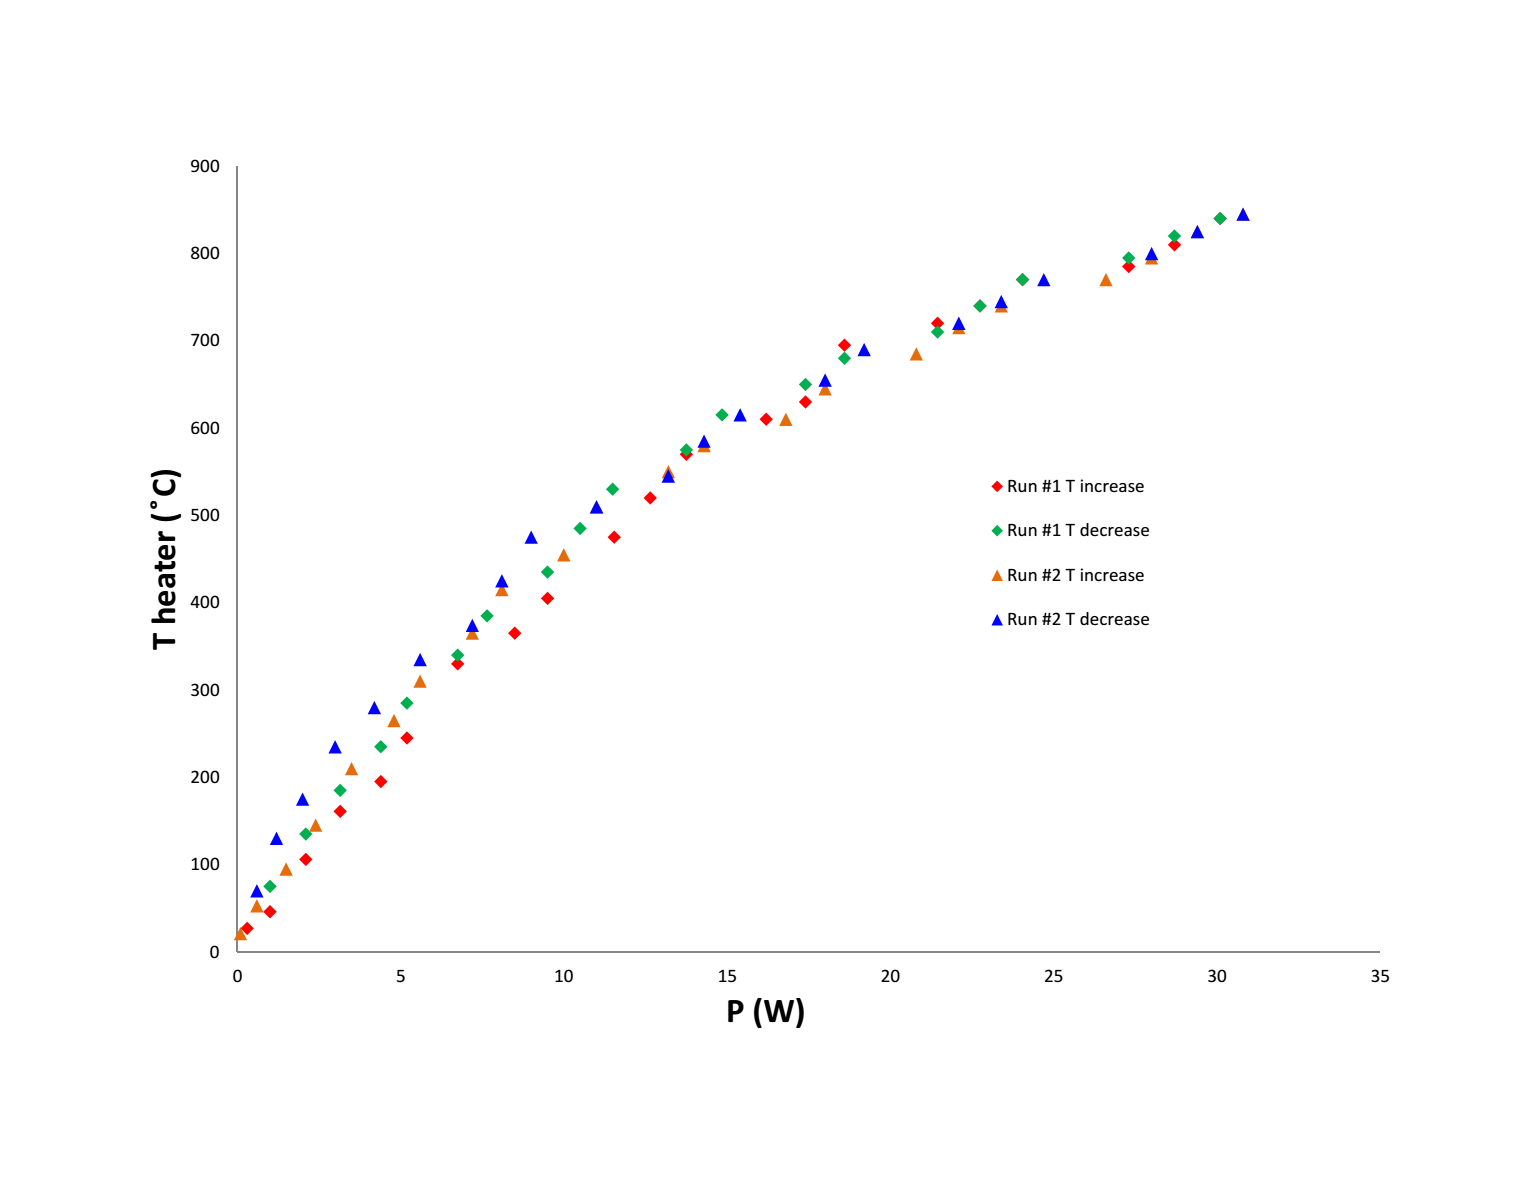 900
800
700
600
500
400
300
200
100
0
T heater (˚C)
Run #1 T increase
Run #1 T decrease
Run #2 T increase
Run #2 T decrease
0 5 10 15 20 25 30 35
P (W)